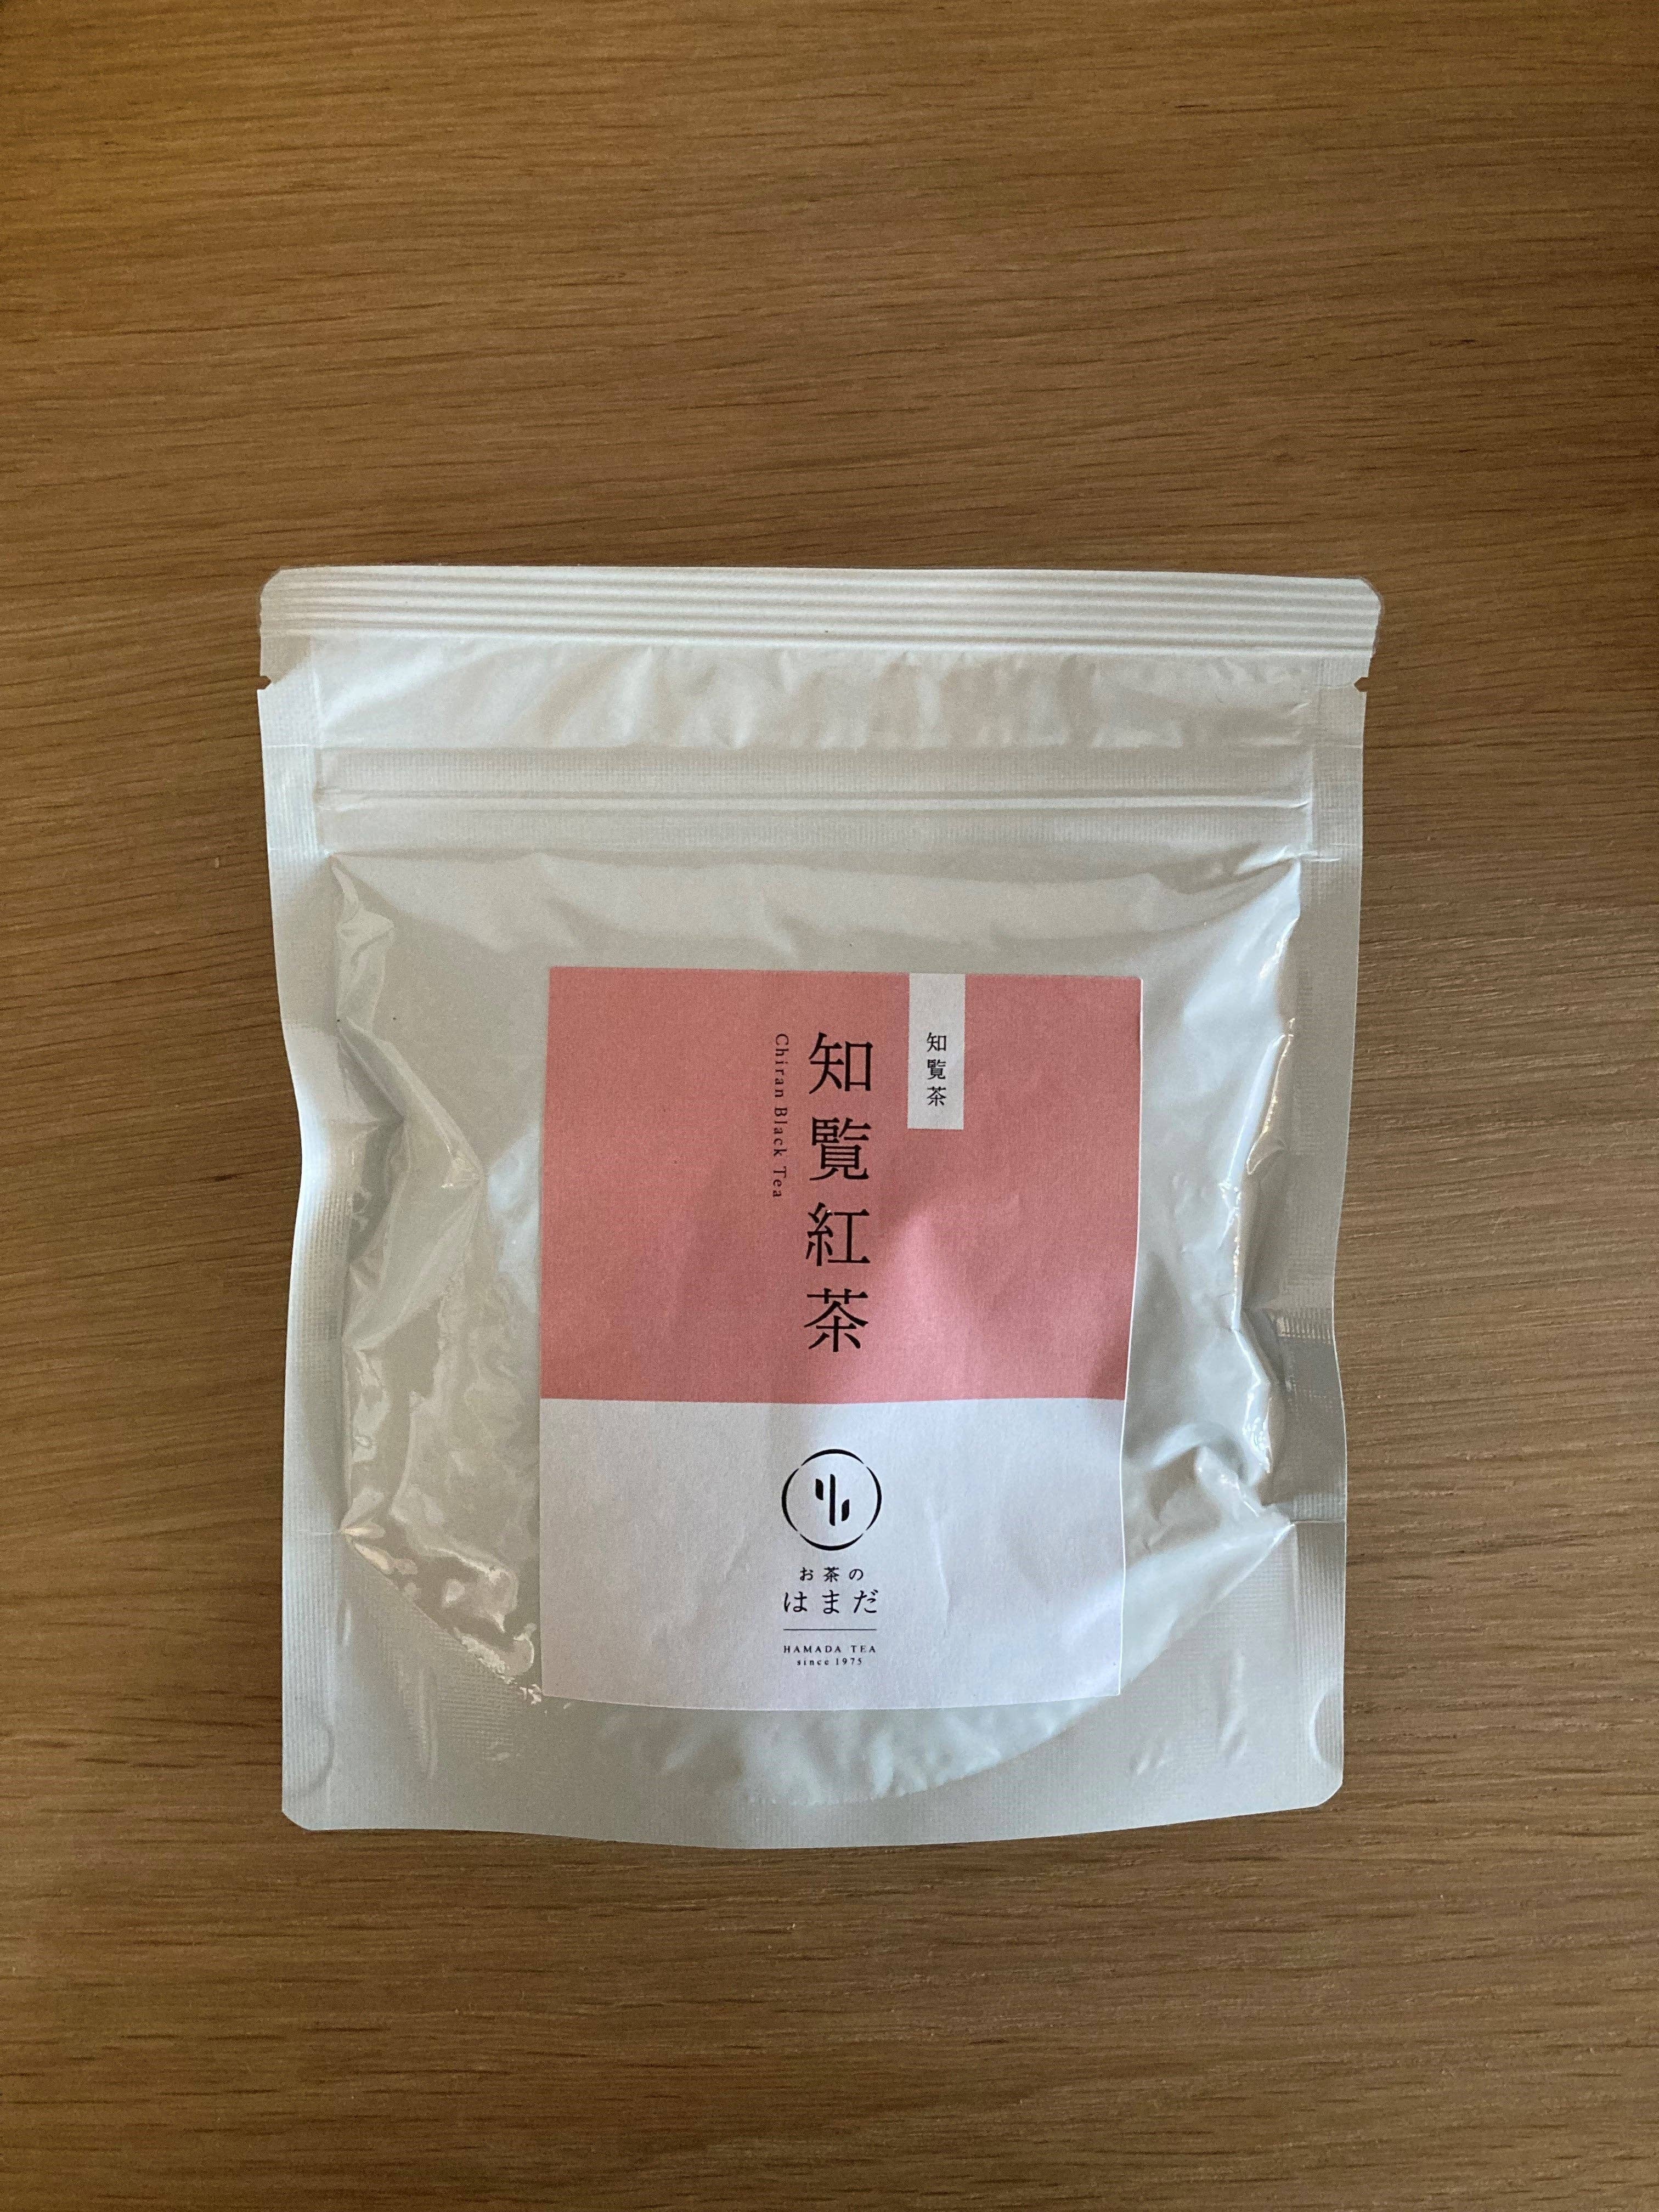 知覧茶
知覧紅茶
Chiran Black Tea
お茶の
はまだ
HAMADA TEA
since 1975